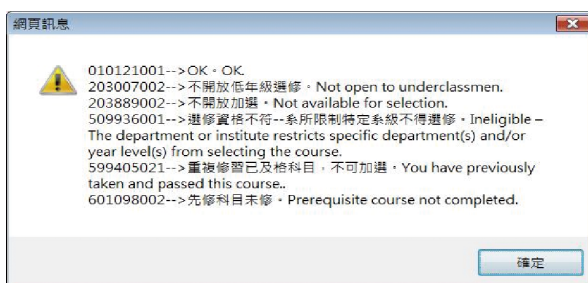 網頁訊息
010121001-->OK。OK.
203007002-->不開放低年級選修。Not open to underclassmen.
203889002-->不開放加選。Not available for selection.
509936001-->選修資格不符--系所限制特定系級不得選修。Ineligible –
The department or institute restricts specific department(s) and/or
year level(s) from selecting the course.
599405021-->重複修習已及格科目，不可加選。You have previously
taken and passed this course..
601098002-->先修科目未修。Prerequisite course not completed.
確定